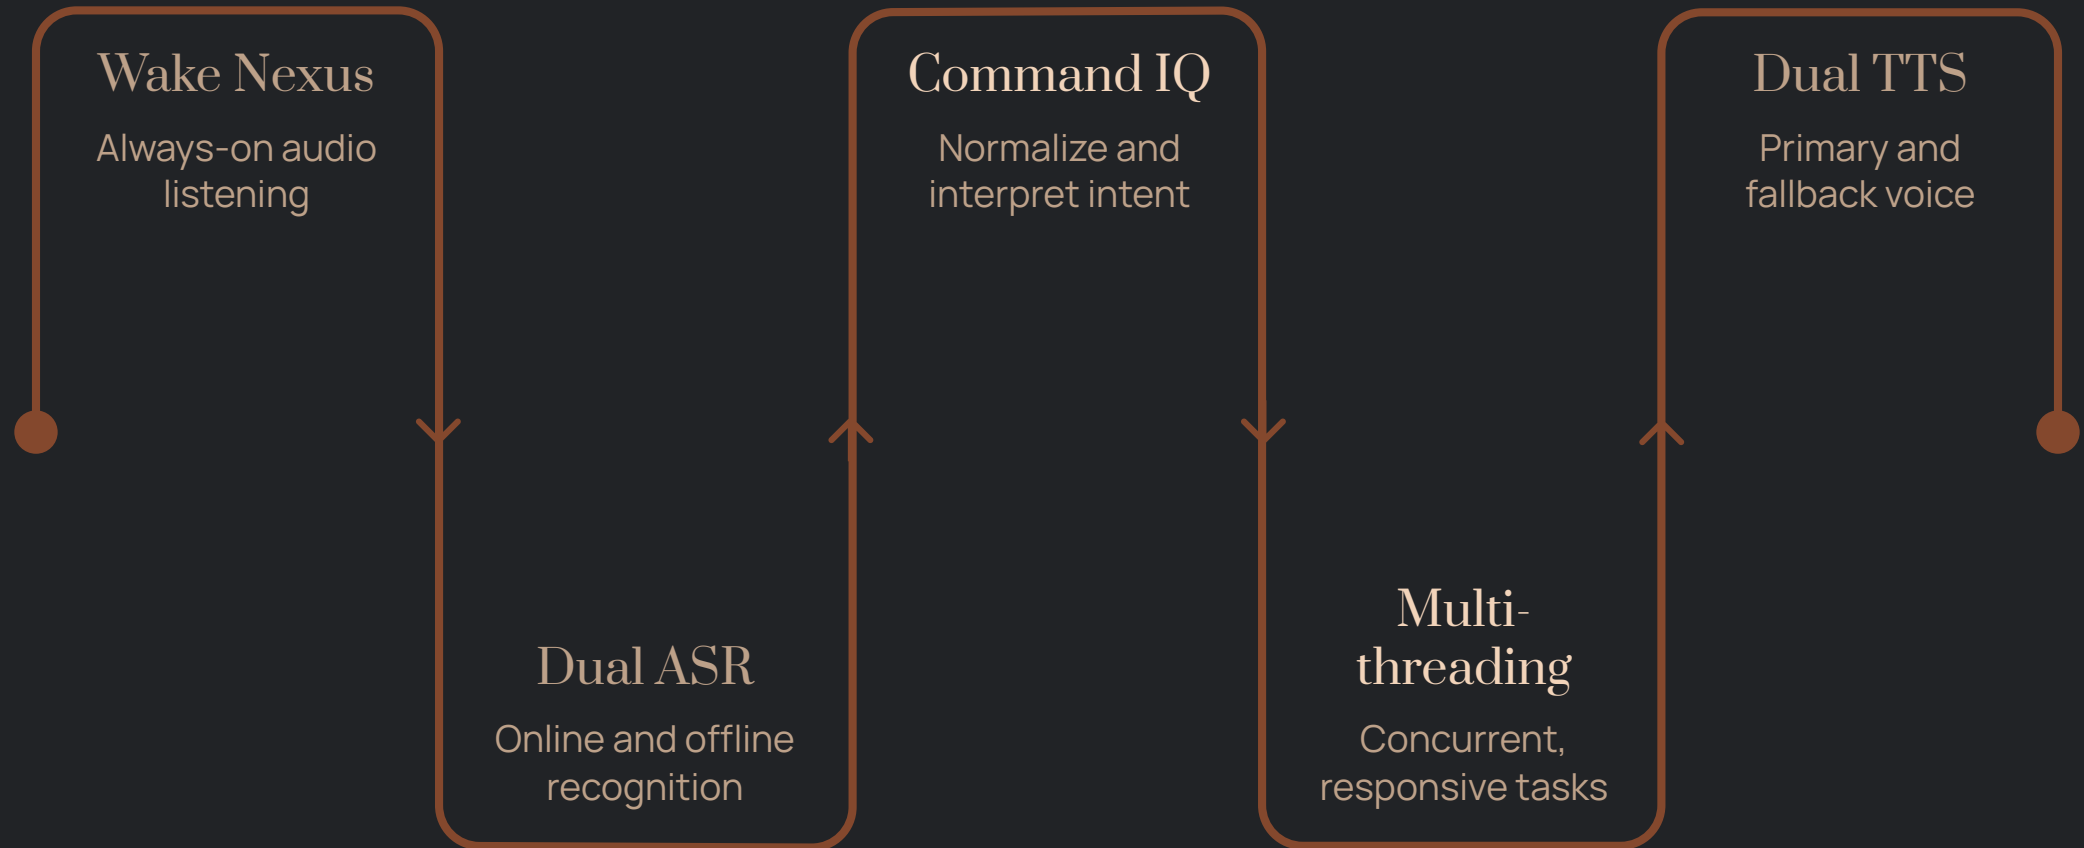 Wake Nexus
Always-on audio
listening
Dual ASR
Online and offline
recognition
Command IQ
Normalize and
interpret intent
Multi-
threading
Concurrent,
responsive tasks
Dual TTS
Primary and
fallback voice